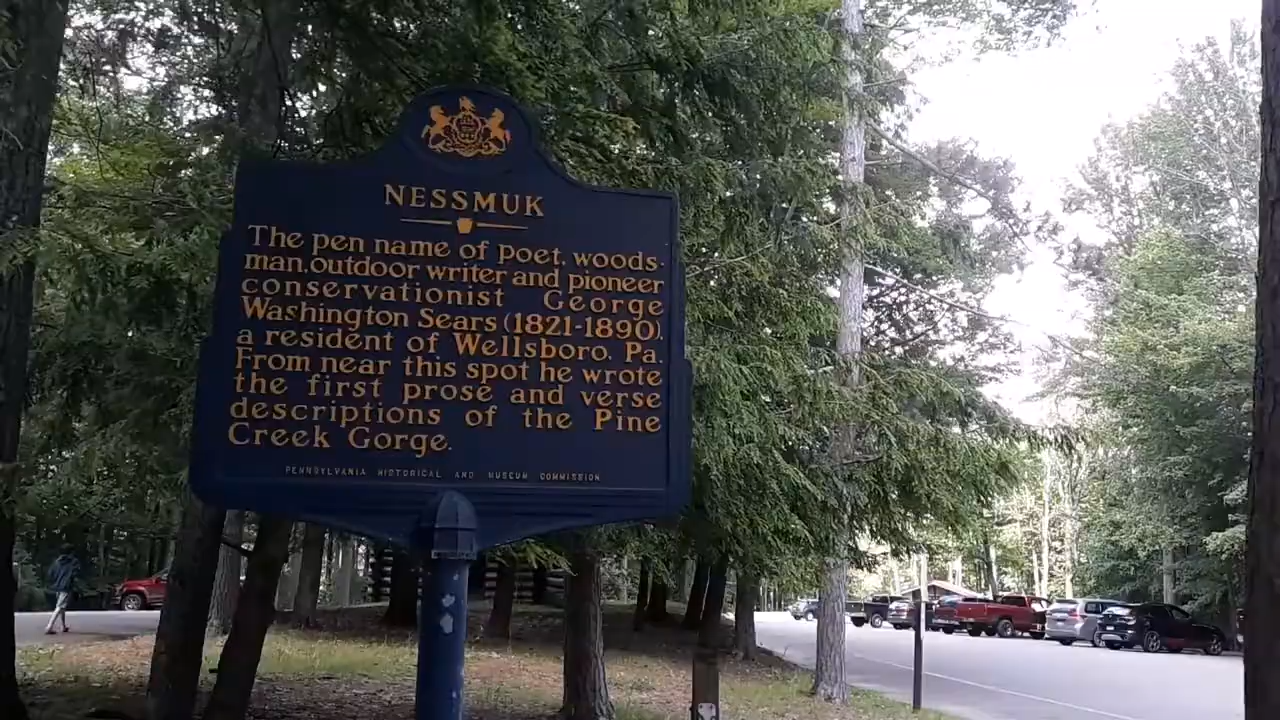 NESSMUK
The pen name of poet, woods-
man, outdoor writer and pioneer
conservationist George
Washington Sears (1821-1890),
a resident of Wellsboro, Pa.
From near this spot he wrote
the first prose and verse
descriptions of the Pine
Creek Gorge.
PENNSYLVANIA HISTORICAL AND MUSEUM COMMISSION